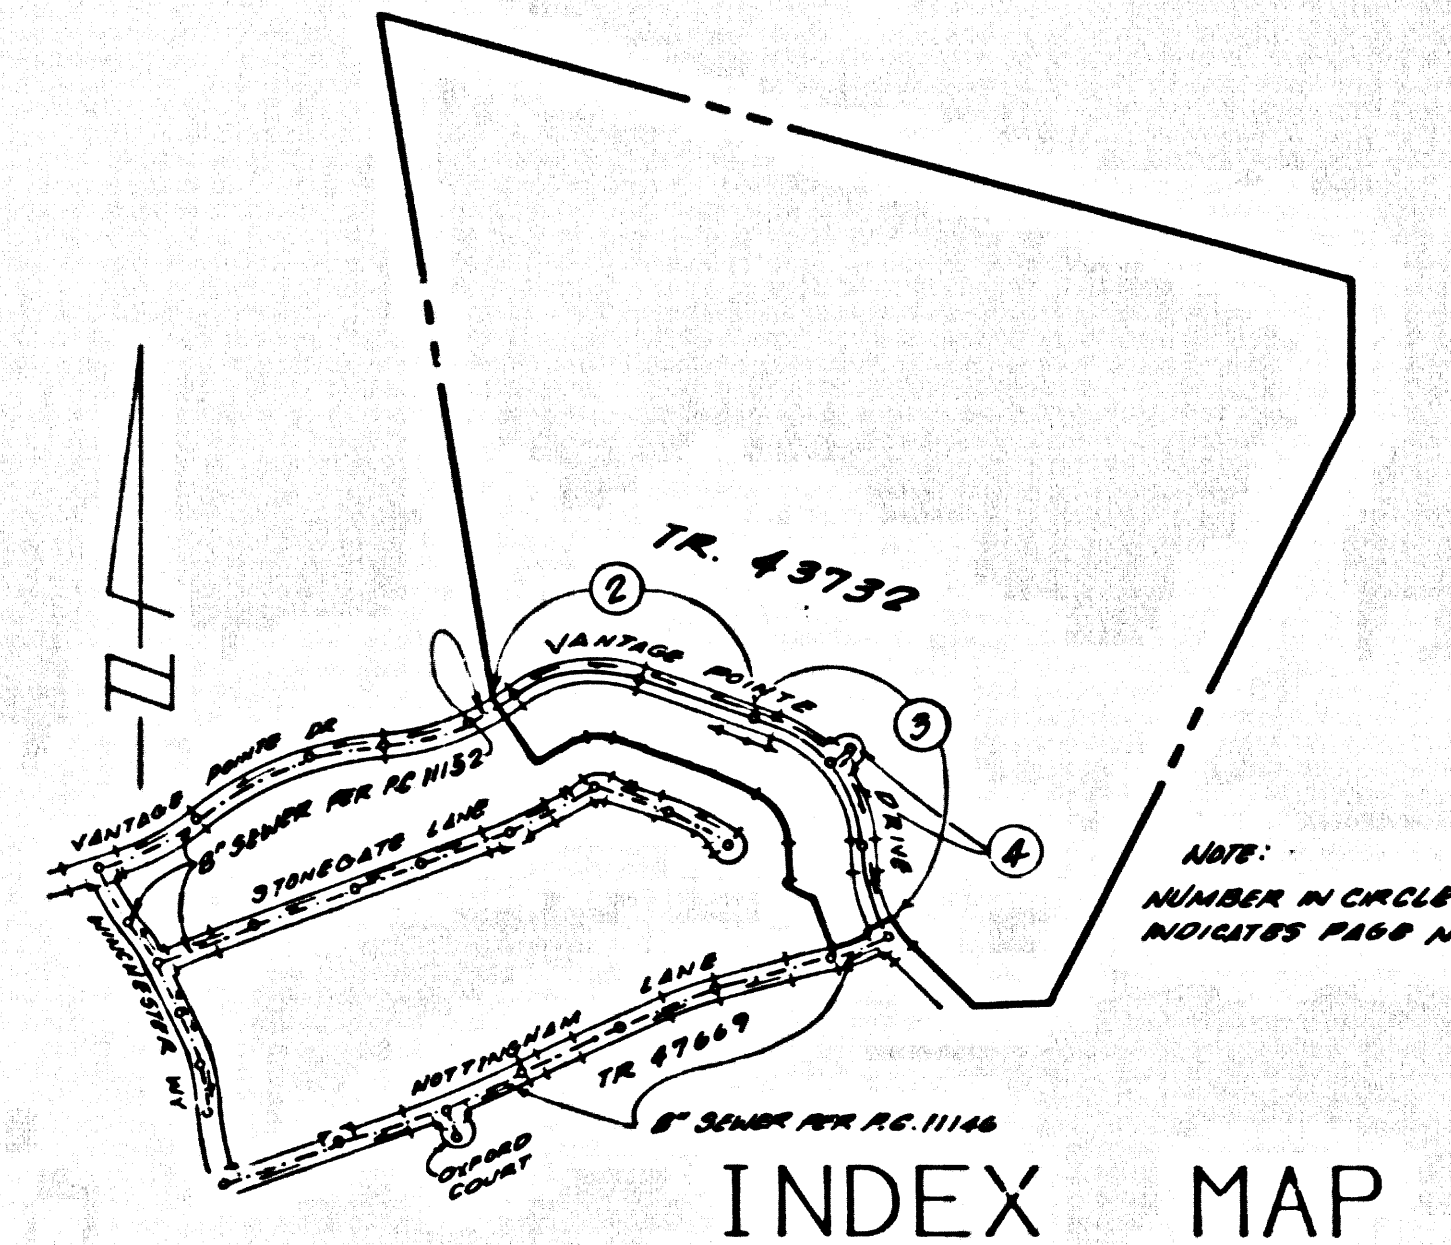 TR. 43732
2
VANTAGE POINTE
3
DRIVE
4
VANTAGE POINTE DR
8" SEWER PER PC 11152
STONEGATE LANE
NOTE:
NUMBER IN CIRCLE
INDICATES PAGE N
WINCHESTER WY
NOTTINGHAM LANE
TR 47669
8" SEWER PER P.C. 11146
OXFORD
COURT
INDEX MAP